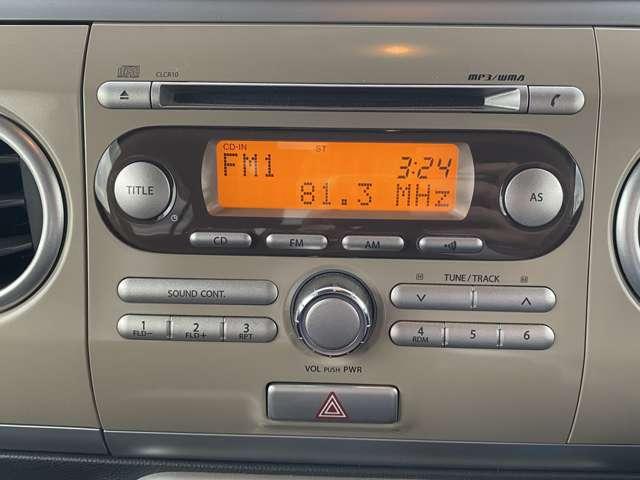 CLCR10
MP3/WMA
CD-IN
ST
FM1
3:24
81.3 MHz
TITLE
AS
CD
FM
AM
SOUND CONT.
TUNE/TRACK
1
FLD−
2
FLD+
3
RPT
4
RDM
5
6
VOL PUSH PWR